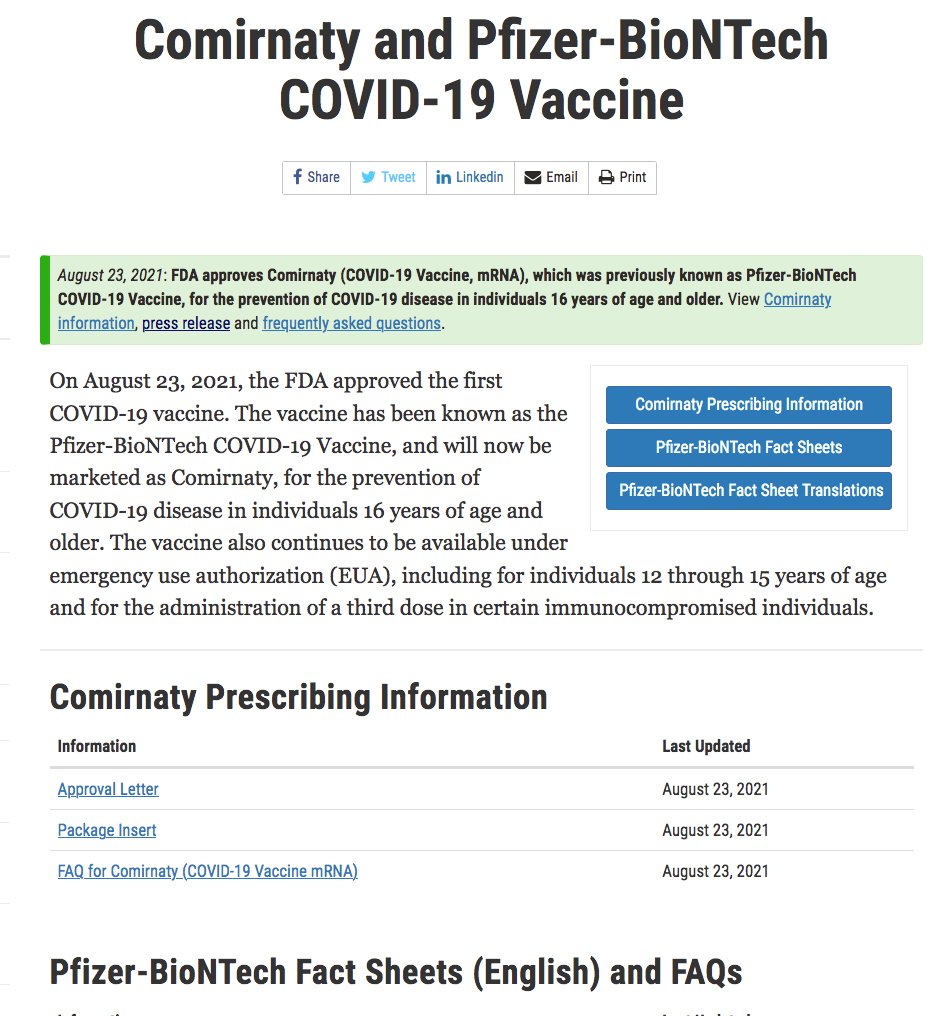 Comirnaty and Pfizer-BioNTech
COVID-19 Vaccine
Share
Tweet
Linkedin
Email
Print
August 23, 2021: FDA approves Comirnaty (COVID-19 Vaccine, mRNA), which was previously known as Pfizer-BioNTech
COVID-19 Vaccine, for the prevention of COVID-19 disease in individuals 16 years of age and older. View Comirnaty
information, press release and frequently asked questions.
On August 23, 2021, the FDA approved the first
COVID-19 vaccine. The vaccine has been known as the
Pfizer-BioNTech COVID-19 Vaccine, and will now be
marketed as Comirnaty, for the prevention of
COVID-19 disease in individuals 16 years of age and
older. The vaccine also continues to be available under
emergency use authorization (EUA), including for individuals 12 through 15 years of age
and for the administration of a third dose in certain immunocompromised individuals.
Comirnaty Prescribing Information
Pfizer-BioNTech Fact Sheets
Pfizer-BioNTech Fact Sheet Translations
Comirnaty Prescribing Information
Information Last Updated
Approval Letter August 23, 2021
Package Insert August 23, 2021
FAQ for Comirnaty (COVID-19 Vaccine mRNA) August 23, 2021
Pfizer-BioNTech Fact Sheets (English) and FAQs